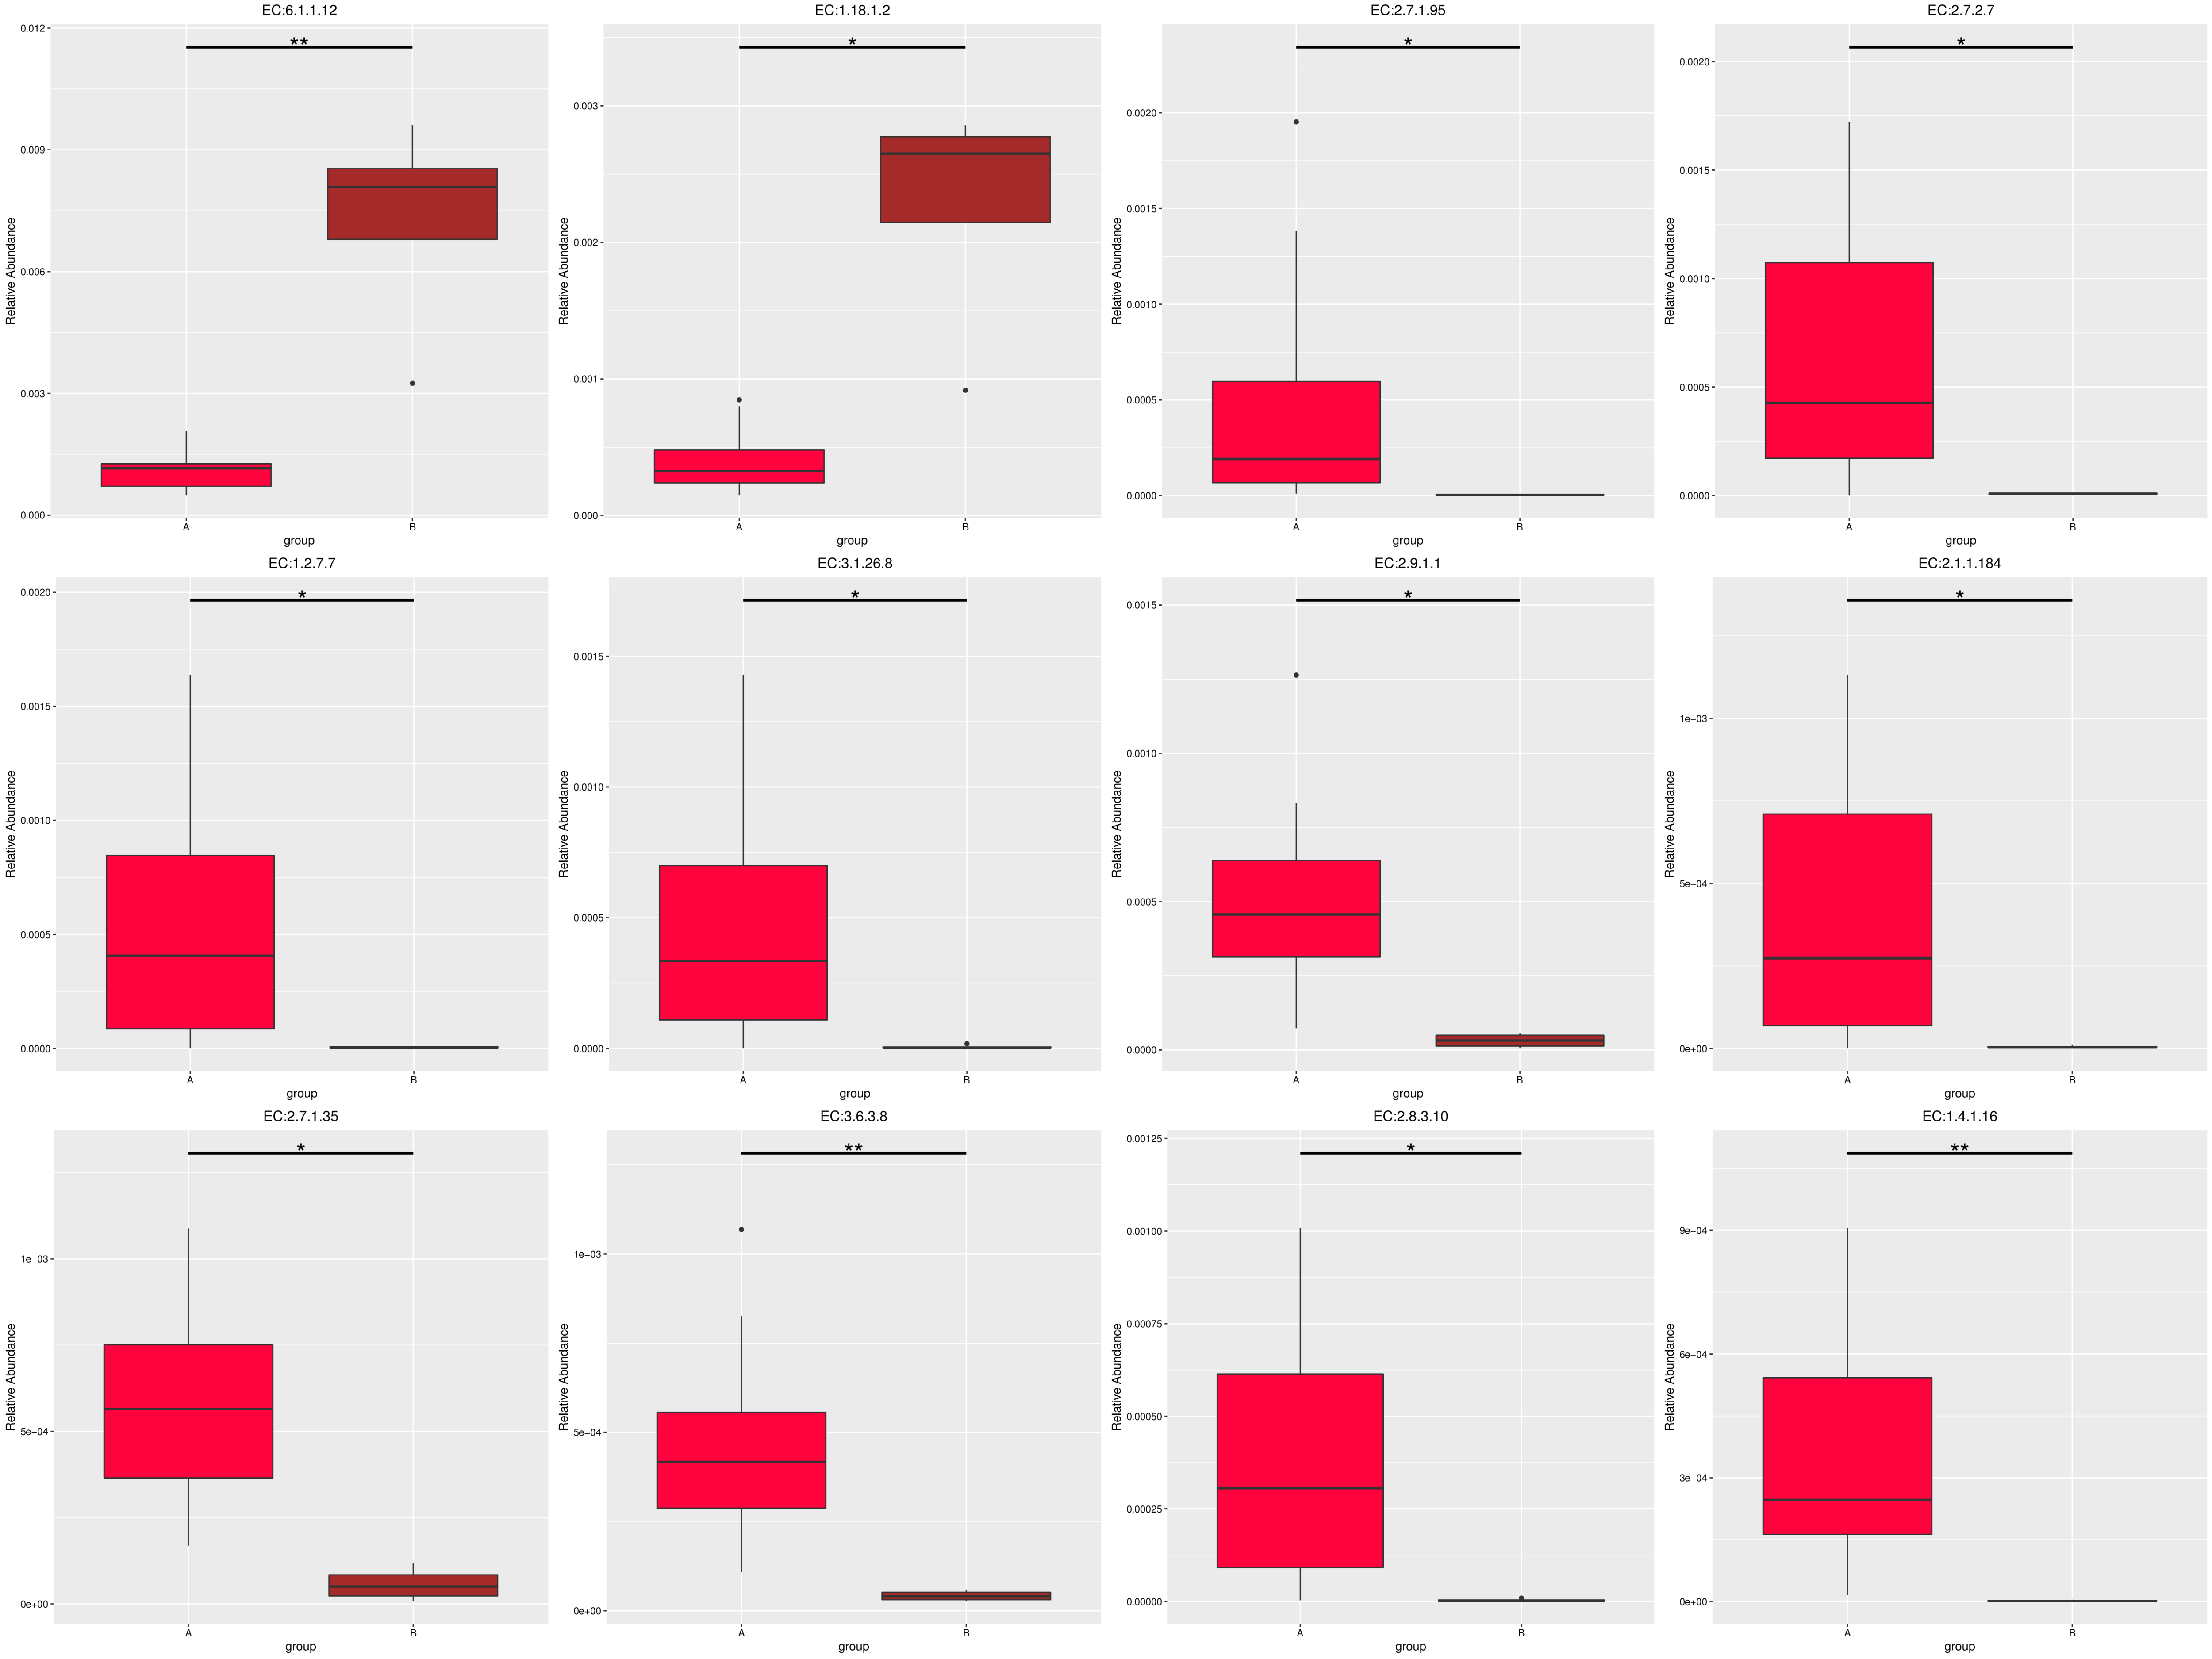 EC:6.1.1.12
**
Relative Abundance
0.012
0.009
0.006
0.003
0.000
A B
group
EC:1.18.1.2
*
Relative Abundance
0.003
0.002
0.001
0.000
A B
group
EC:2.7.1.95
*
Relative Abundance
0.0020
0.0015
0.0010
0.0005
0.0000
A B
group
EC:2.7.2.7
*
Relative Abundance
0.0020
0.0015
0.0010
0.0005
0.0000
A B
group
EC:1.2.7.7
*
Relative Abundance
0.0020
0.0015
0.0010
0.0005
0.0000
A B
group
EC:3.1.26.8
*
Relative Abundance
0.0015
0.0010
0.0005
0.0000
A B
group
EC:2.9.1.1
*
Relative Abundance
0.0015
0.0010
0.0005
0.0000
A B
group
EC:2.1.1.184
*
Relative Abundance
1e−03
5e−04
0e+00
A B
group
EC:2.7.1.35
*
Relative Abundance
1e−03
5e−04
0e+00
A B
group
EC:3.6.3.8
**
Relative Abundance
1e−03
5e−04
0e+00
A B
group
EC:2.8.3.10
*
Relative Abundance
0.00125
0.00100
0.00075
0.00050
0.00025
0.00000
A B
group
EC:1.4.1.16
**
Relative Abundance
9e−04
6e−04
3e−04
0e+00
A B
group